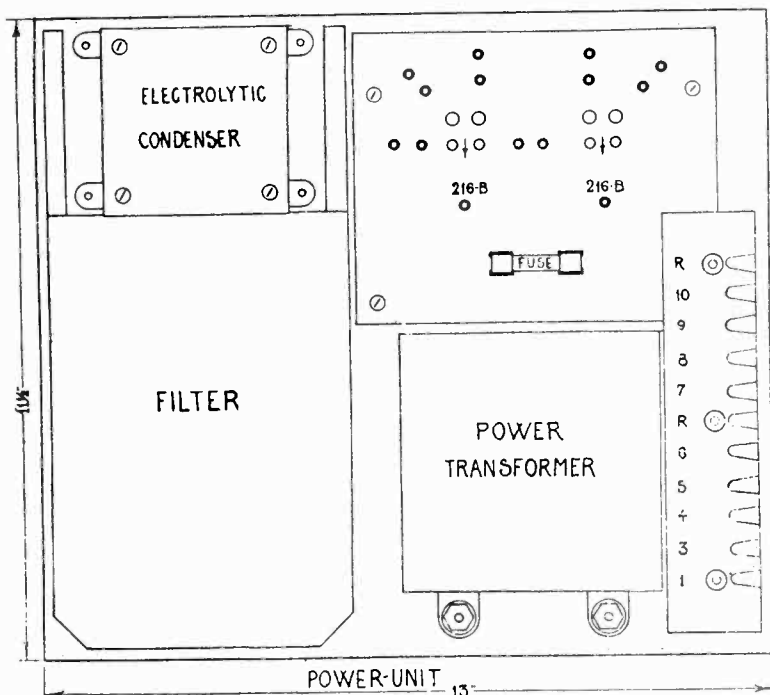 ELECTROLYTIC
CONDENSER
216-B
216-B
FUSE
R
10
9
8
7
R
6
5
4
3
1
FILTER
POWER
TRANSFORMER
POWER-UNIT
13"